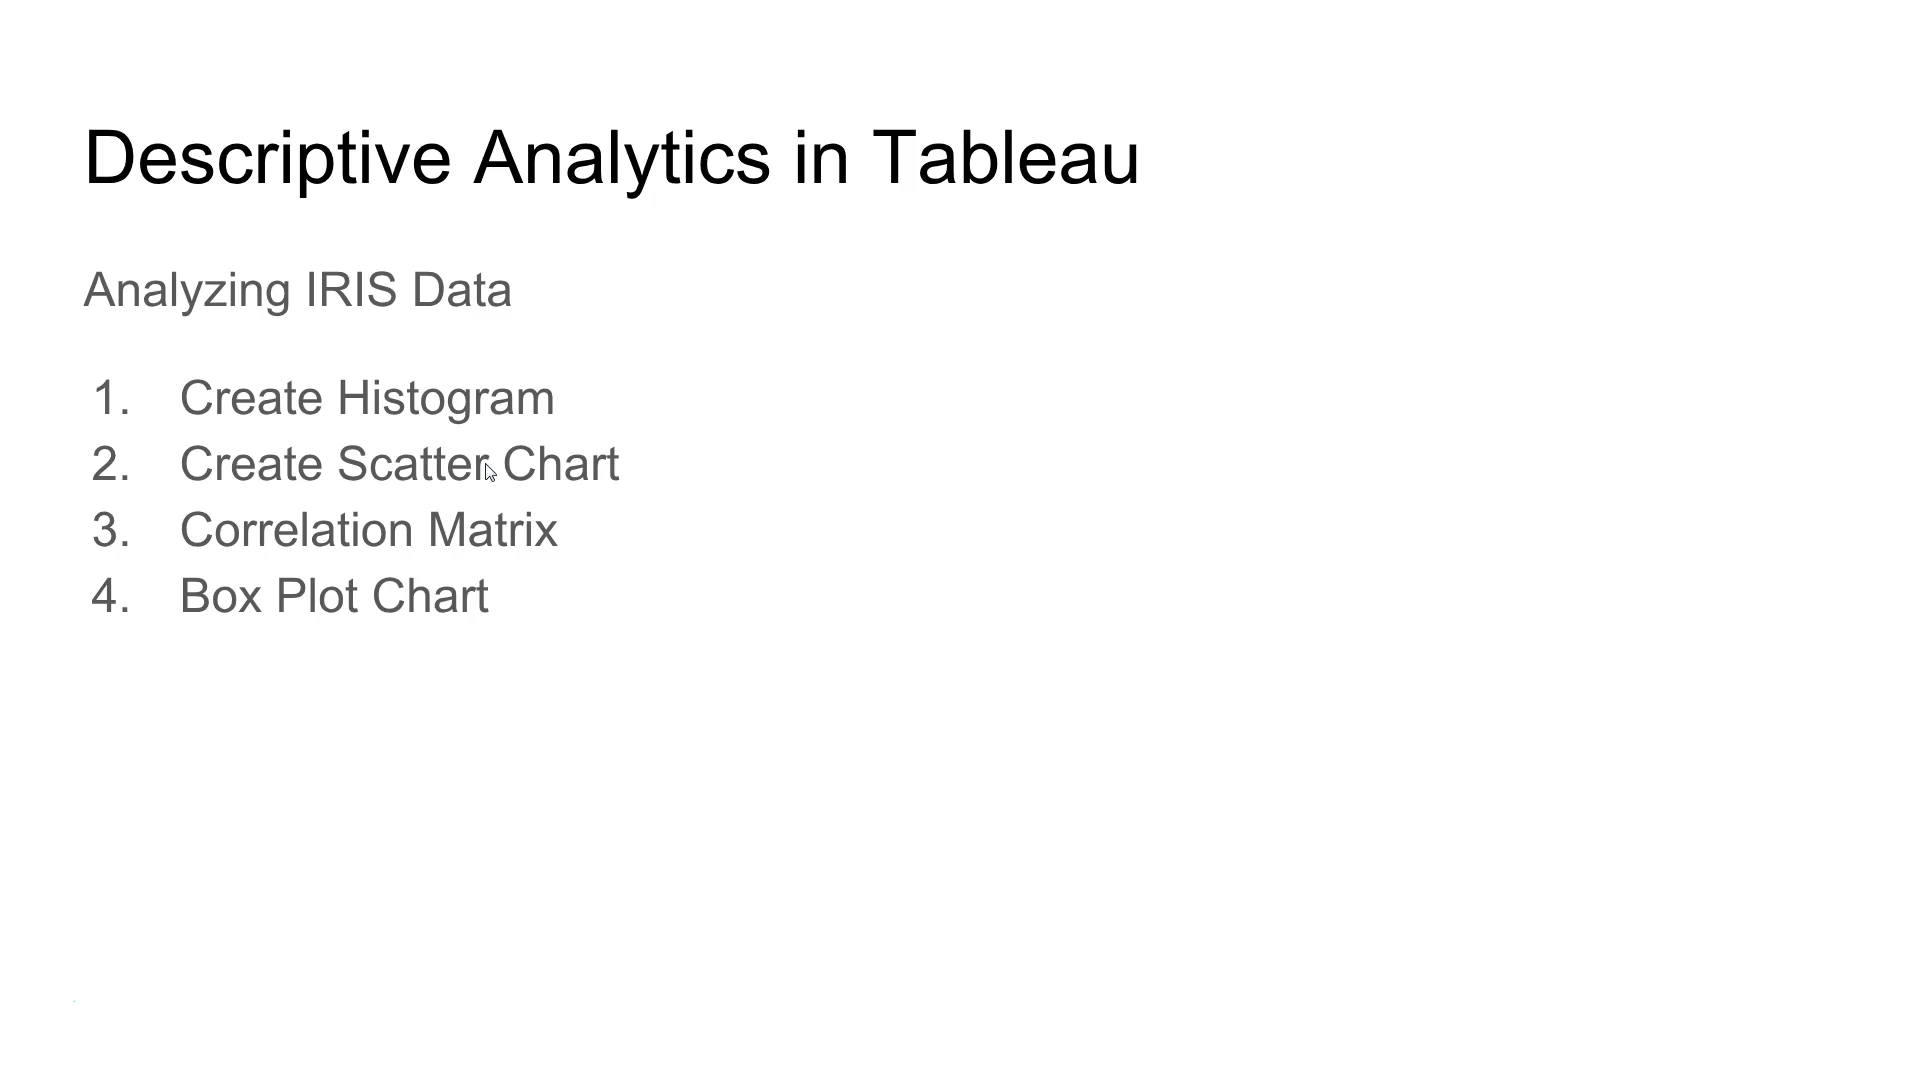 Descriptive Analytics in Tableau
Analyzing IRIS Data
1. Create Histogram
2. Create Scatter Chart
3. Correlation Matrix
4. Box Plot Chart